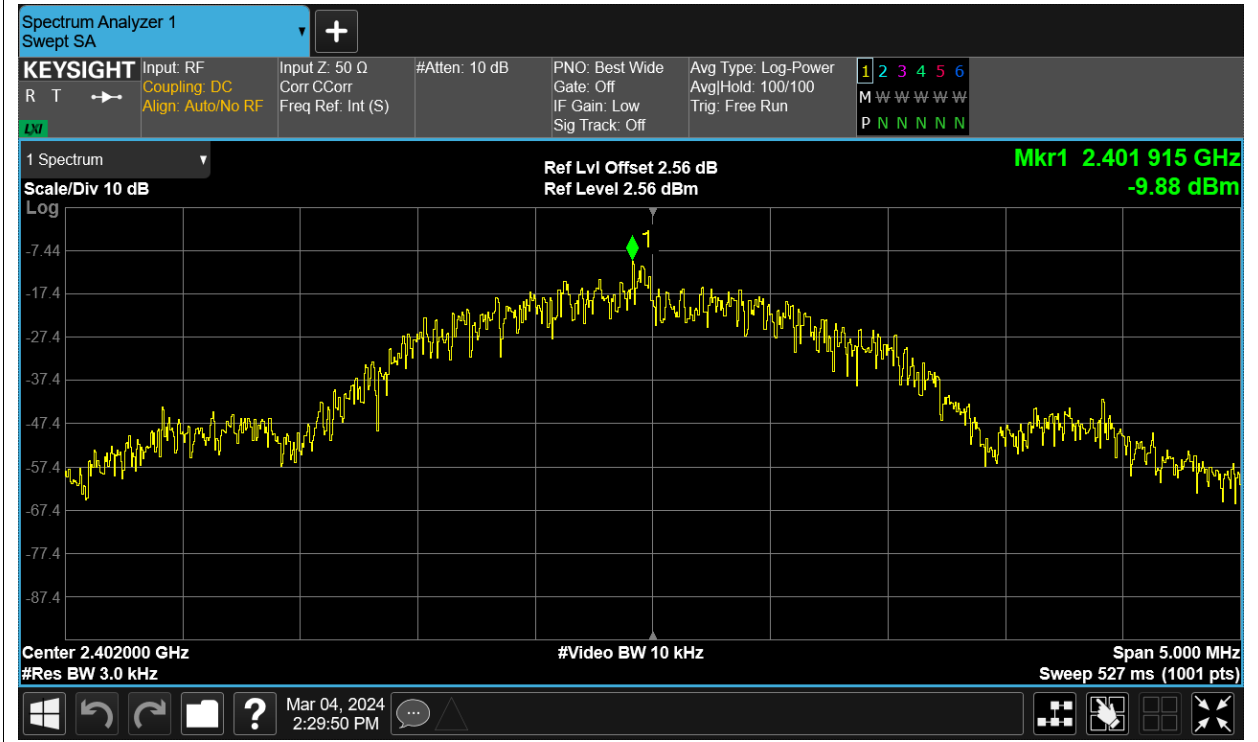 Spectrum Analyzer 1
Swept SA
KEYSIGHT
R T
LXI
Input: RF
Coupling: DC
Align: Auto/No RF
Input Z: 50 Ω
Corr CCorr
Freq Ref: Int (S)
#Atten: 10 dB
PNO: Best Wide
Gate: Off
IF Gain: Low
Sig Track: Off
Avg Type: Log-Power
Avg|Hold: 100/100
Trig: Free Run
1 2 3 4 5 6
M W W W W W
P N N N N N
1 Spectrum
Scale/Div 10 dB
Log
Ref Lvl Offset 2.56 dB
Ref Level 2.56 dBm
Mkr1 2.401 915 GHz
-9.88 dBm
1
-7.44
-17.4
-27.4
-37.4
-47.4
-57.4
-67.4
-77.4
-87.4
Center 2.402000 GHz
#Res BW 3.0 kHz
#Video BW 10 kHz
Span 5.000 MHz
Sweep 527 ms (1001 pts)
?
Mar 04, 2024
2:29:50 PM